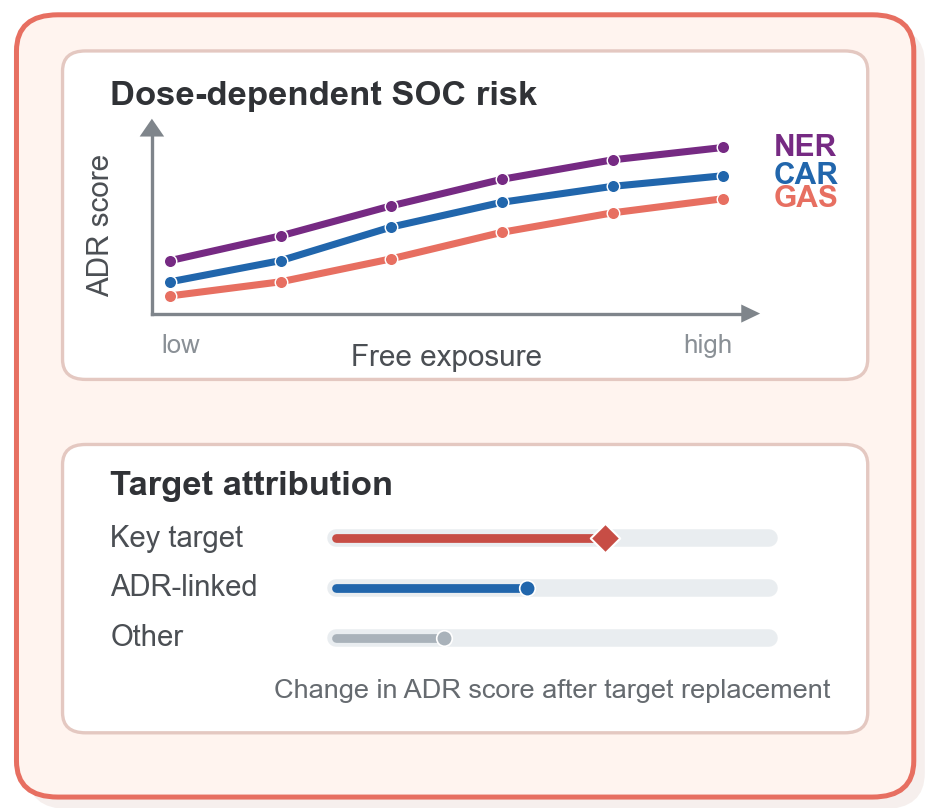 Dose-dependent SOC risk
ADR score
NER
CAR
GAS
low
high
Free exposure
Target attribution
Key target
ADR-linked
Other
Change in ADR score after target replacement